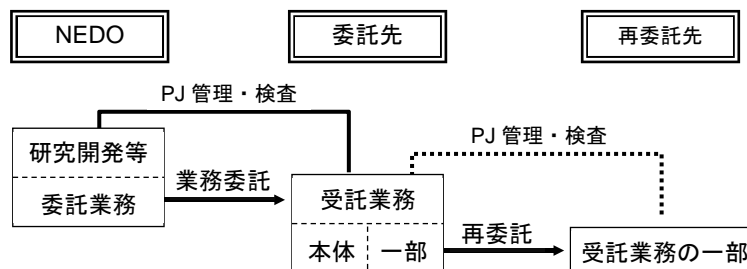 NEDO
委託先
再委託先
PJ 管理・検査
PJ 管理・検査
研究開発等
委託業務
業務委託
受託業務
本体
一部
再委託
受託業務の一部